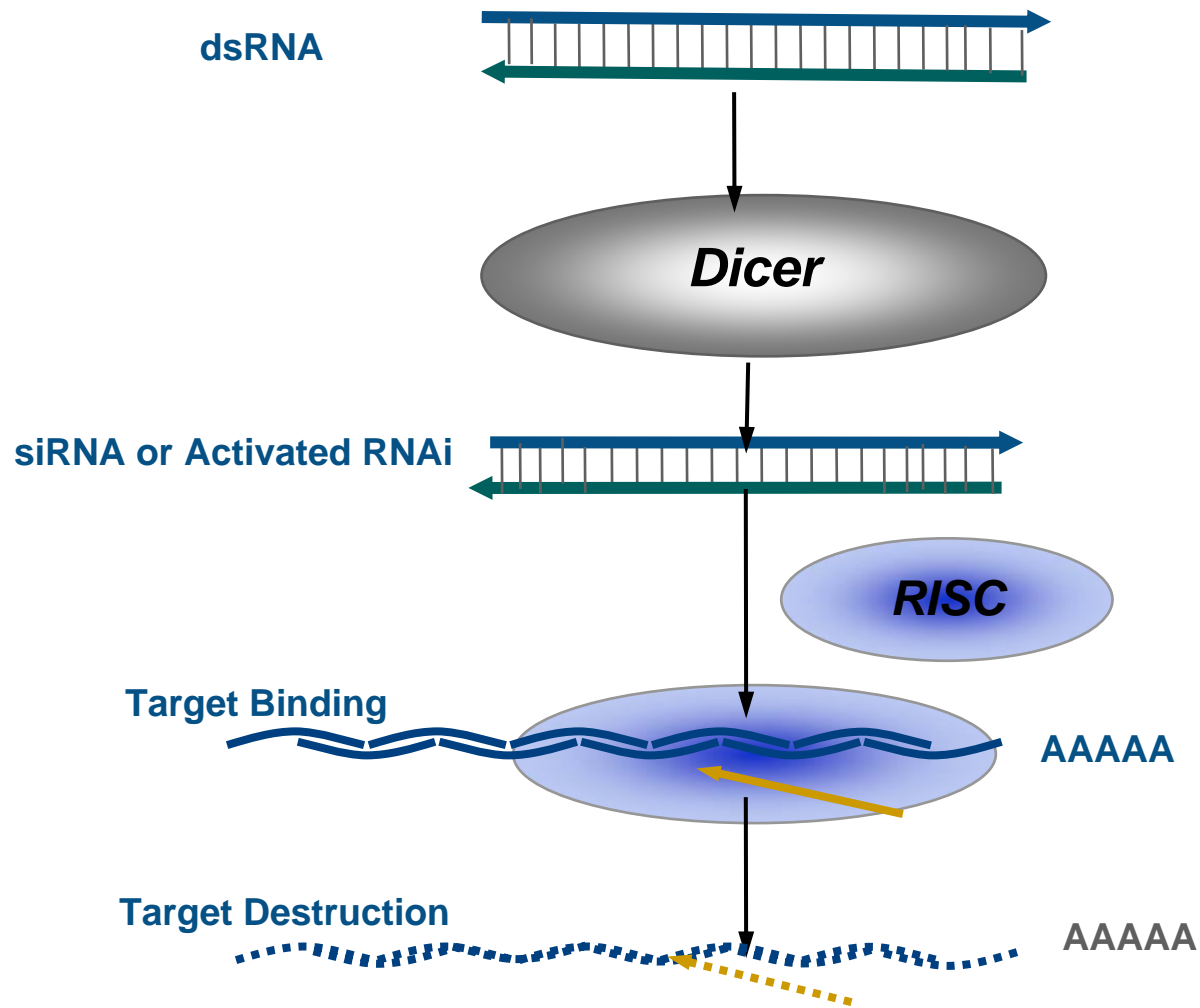 dsRNA
Dicer
siRNA or Activated RNAi
RISC
Target Binding
AAAAA
Target Destruction
AAAAA